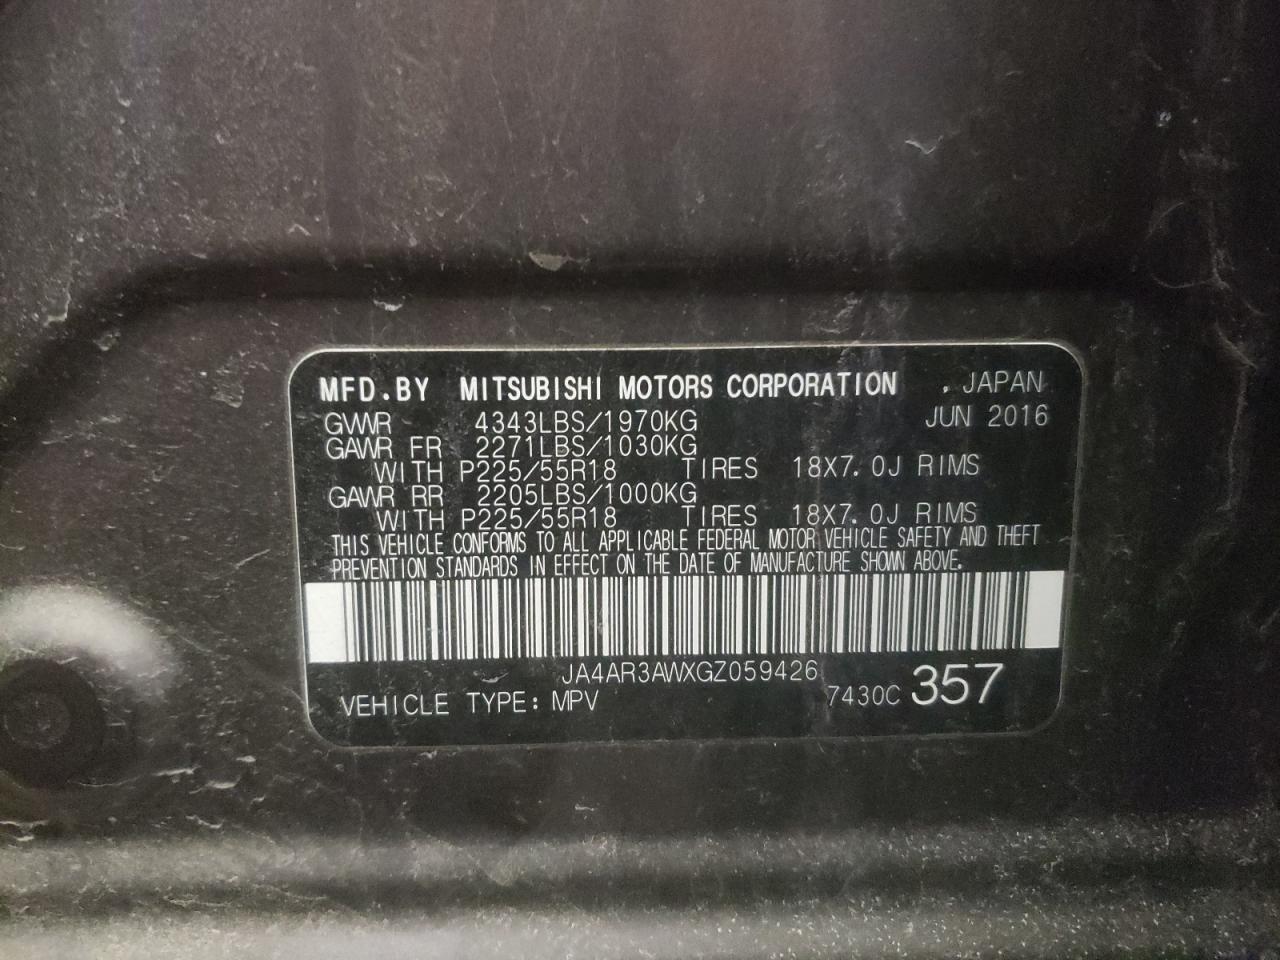 MFD.BY MITSUBISHI MOTORS CORPORATION , JAPAN
GVWR 4343LBS/1970KG JUN 2016
GAWR FR 2271LBS/1030KG
WITH P225/55R18 TIRES 18X7.0J RIMS
GAWR RR 2205LBS/1000KG
WITH P225/55R18 TIRES 18X7.0J RIMS
THIS VEHICLE CONFORMS TO ALL APPLICABLE FEDERAL MOTOR VEHICLE SAFETY AND THEFT
PREVENTION STANDARDS IN EFFECT ON THE DATE OF MANUFACTURE SHOWN ABOVE.
JA4AR3AWXGZ059426
VEHICLE TYPE: MPV 7430C 357